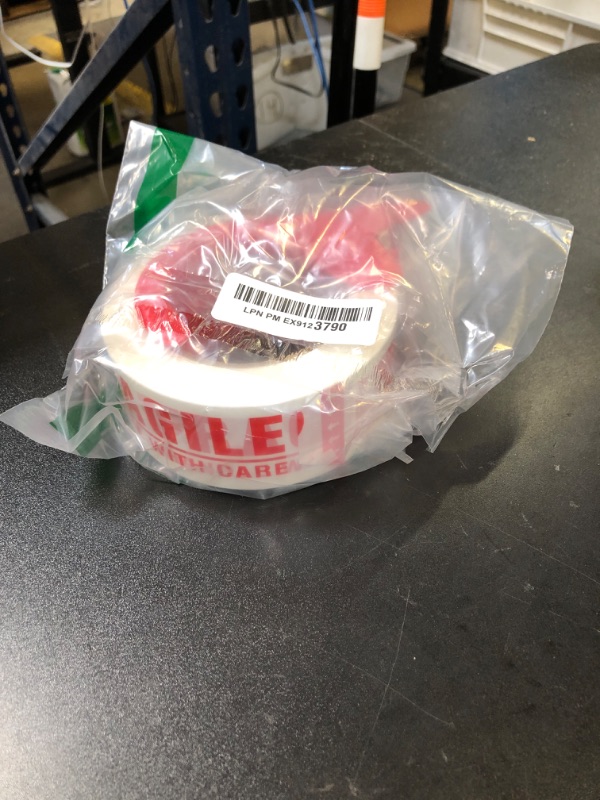 LPN PM EX9123790
AGILE!
WITH CARE